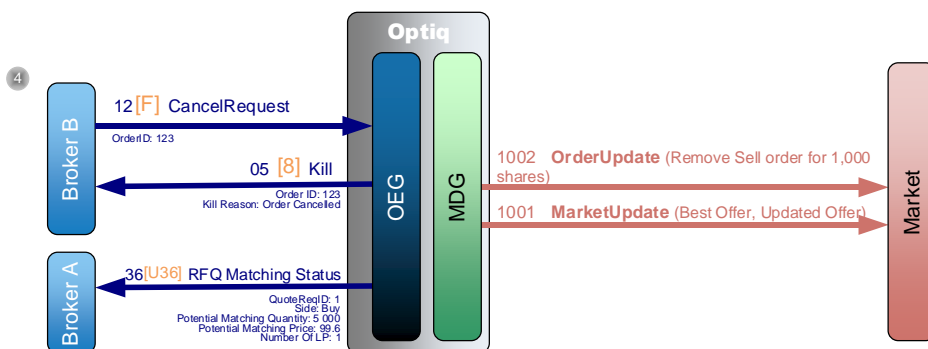 Optiq
4
12 [F] CancelRequest
OrderID: 123
Broker B
05 [8] Kill
Order ID: 123
Kill Reason: Order Cancelled
OEG
MDG
1002 OrderUpdate (Remove Sell order for 1,000
shares)
1001 MarketUpdate (Best Offer, Updated Offer)
Market
Broker A
36 [U36] RFQ Matching Status
QuoteReqID: 1
Side: Buy
Potential Matching Quantity: 5 000
Potential Matching Price: 99.6
Number Of LP: 1